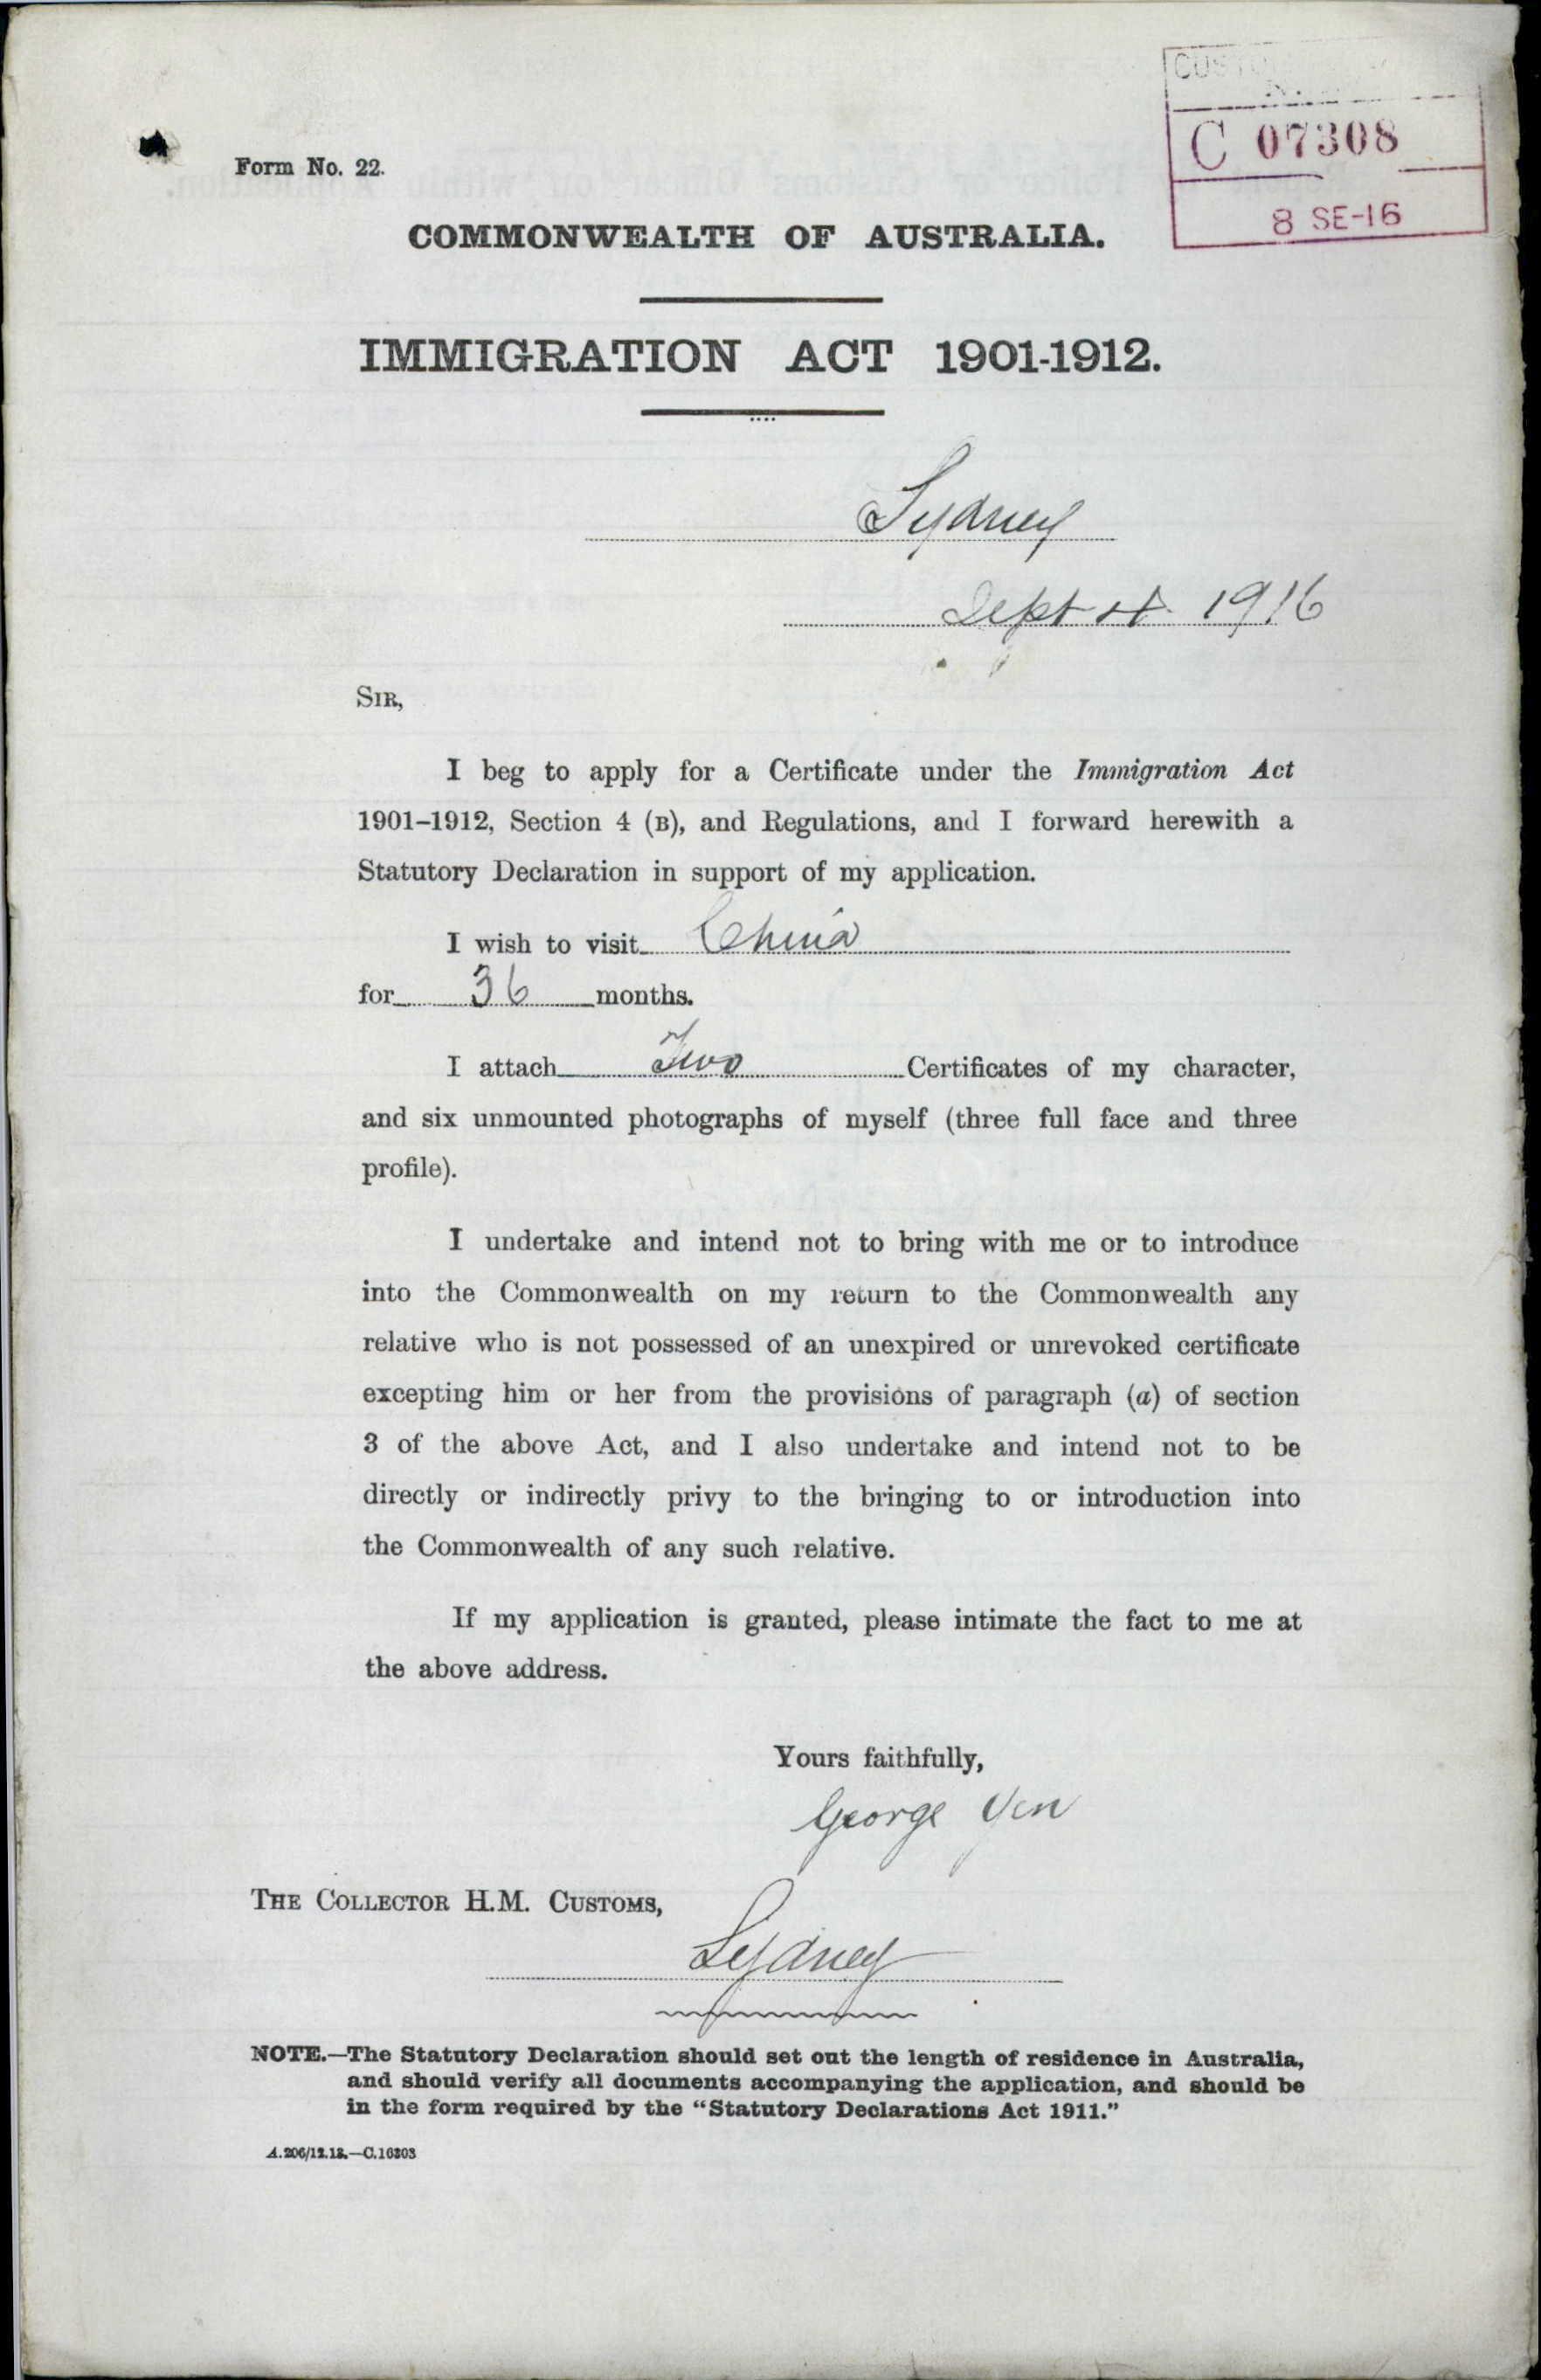 C 07308
8 SE-16
Form No. 22.
COMMONWEALTH OF AUSTRALIA.
IMMIGRATION ACT 1901-1912.
Sydney
Sept 4. 1916
SIR,
I beg to apply for a Certificate under the Immigration Act
1901–1912, Section 4 (B), and Regulations, and I forward herewith a
Statutory Declaration in support of my application.
I wish to visit China
for 36 months.
I attach Two Certificates of my character,
and six unmounted photographs of myself (three full face and three
profile).
I undertake and intend not to bring with me or to introduce
into the Commonwealth on my return to the Commonwealth any
relative who is not possessed of an unexpired or unrevoked certificate
excepting him or her from the provisions of paragraph (a) of section
3 of the above Act, and I also undertake and intend not to be
directly or indirectly privy to the bringing to or introduction into
the Commonwealth of any such relative.
If my application is granted, please intimate the fact to me at
the above address.
Yours faithfully,
George Yen
THE COLLECTOR H.M. CUSTOMS,
Sydney
NOTE.—The Statutory Declaration should set out the length of residence in Australia,
and should verify all documents accompanying the application, and should be
in the form required by the “Statutory Declarations Act 1911.”
A.206/12.13.—C.16303